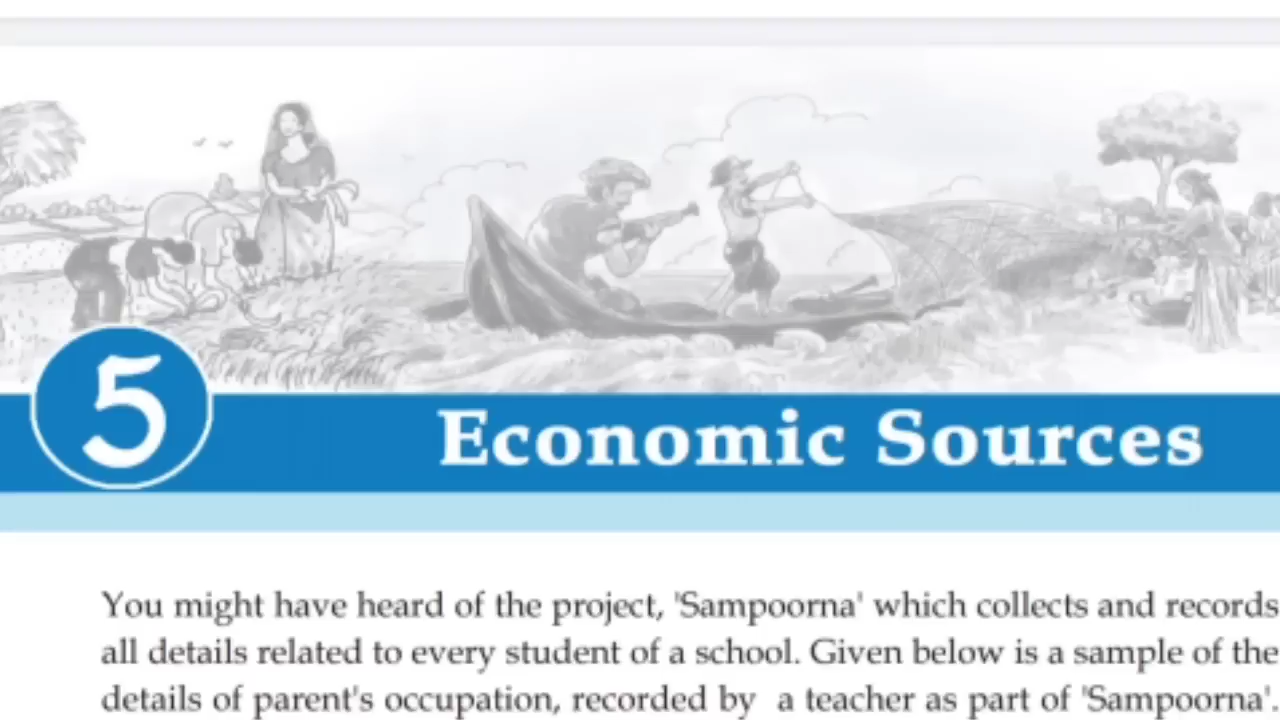 5
Economic Sources
You might have heard of the project, 'Sampoorna' which collects and records
all details related to every student of a school. Given below is a sample of the
details of parent's occupation, recorded by a teacher as part of 'Sampoorna'.